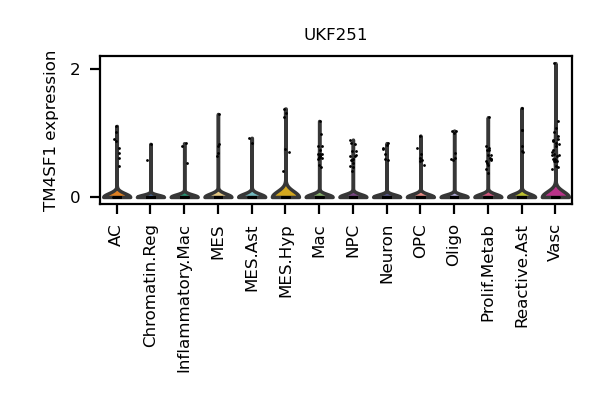 UKF251
TM4SF1 expression
2
0
AC
Chromatin.Reg
Inflammatory.Mac
MES
MES.Ast
MES.Hyp
Mac
NPC
Neuron
OPC
Oligo
Prolif.Metab
Reactive.Ast
Vasc